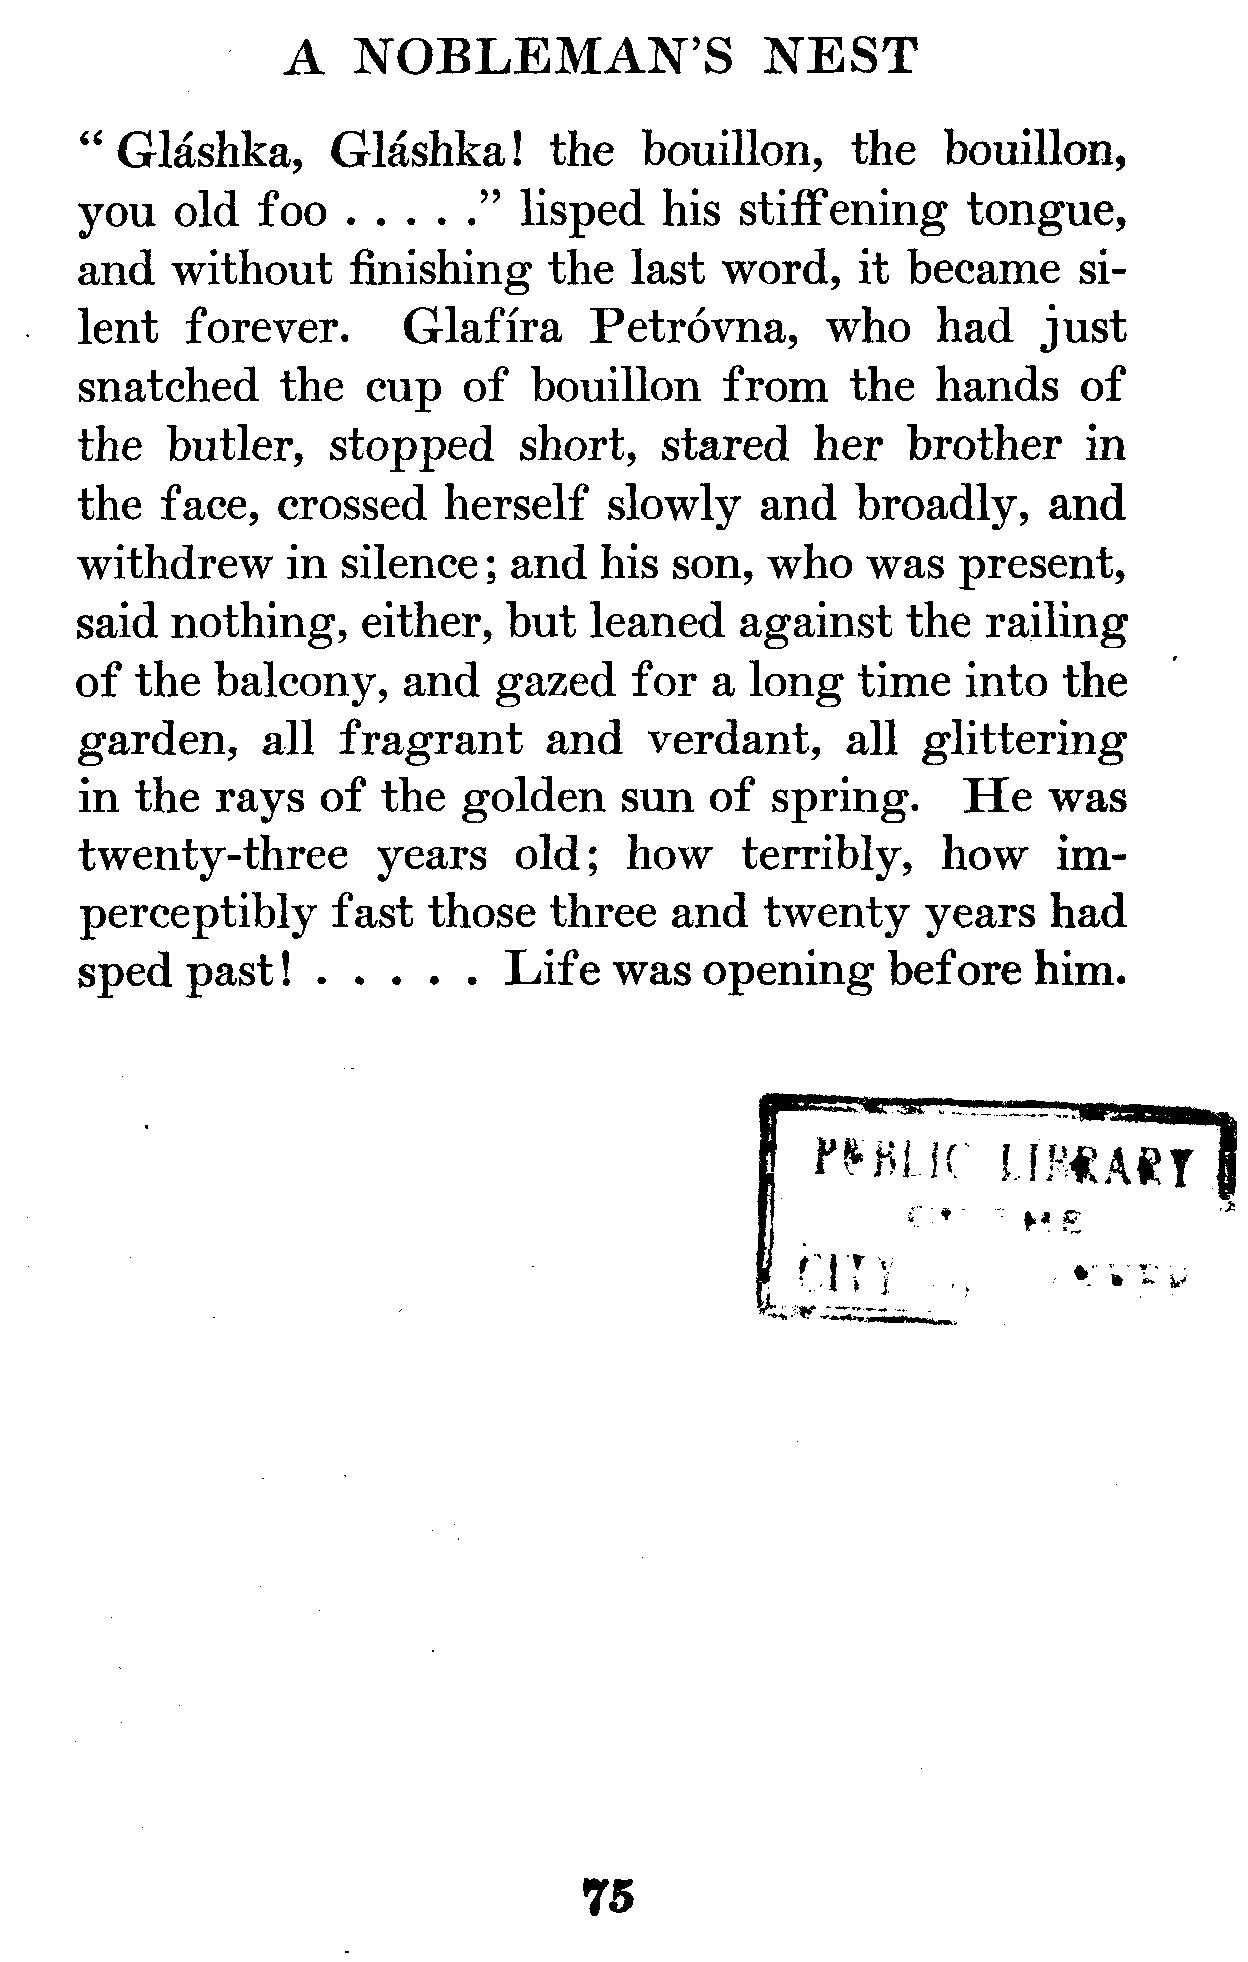 A NOBLEMAN'S NEST
“ Gláshka, Gláshka! the bouillon, the bouillon,
you old foo . . . . .” lisped his stiffening tongue,
and without finishing the last word, it became si-
lent forever. Glafíra Petróvna, who had just
snatched the cup of bouillon from the hands of
the butler, stopped short, stared her brother in
the face, crossed herself slowly and broadly, and
withdrew in silence; and his son, who was present,
said nothing, either, but leaned against the railing
of the balcony, and gazed for a long time into the
garden, all fragrant and verdant, all glittering
in the rays of the golden sun of spring. He was
twenty-three years old; how terribly, how im-
perceptibly fast those three and twenty years had
sped past! . . . . . Life was opening before him.
PUBLIC LIBRARY
CITY
75